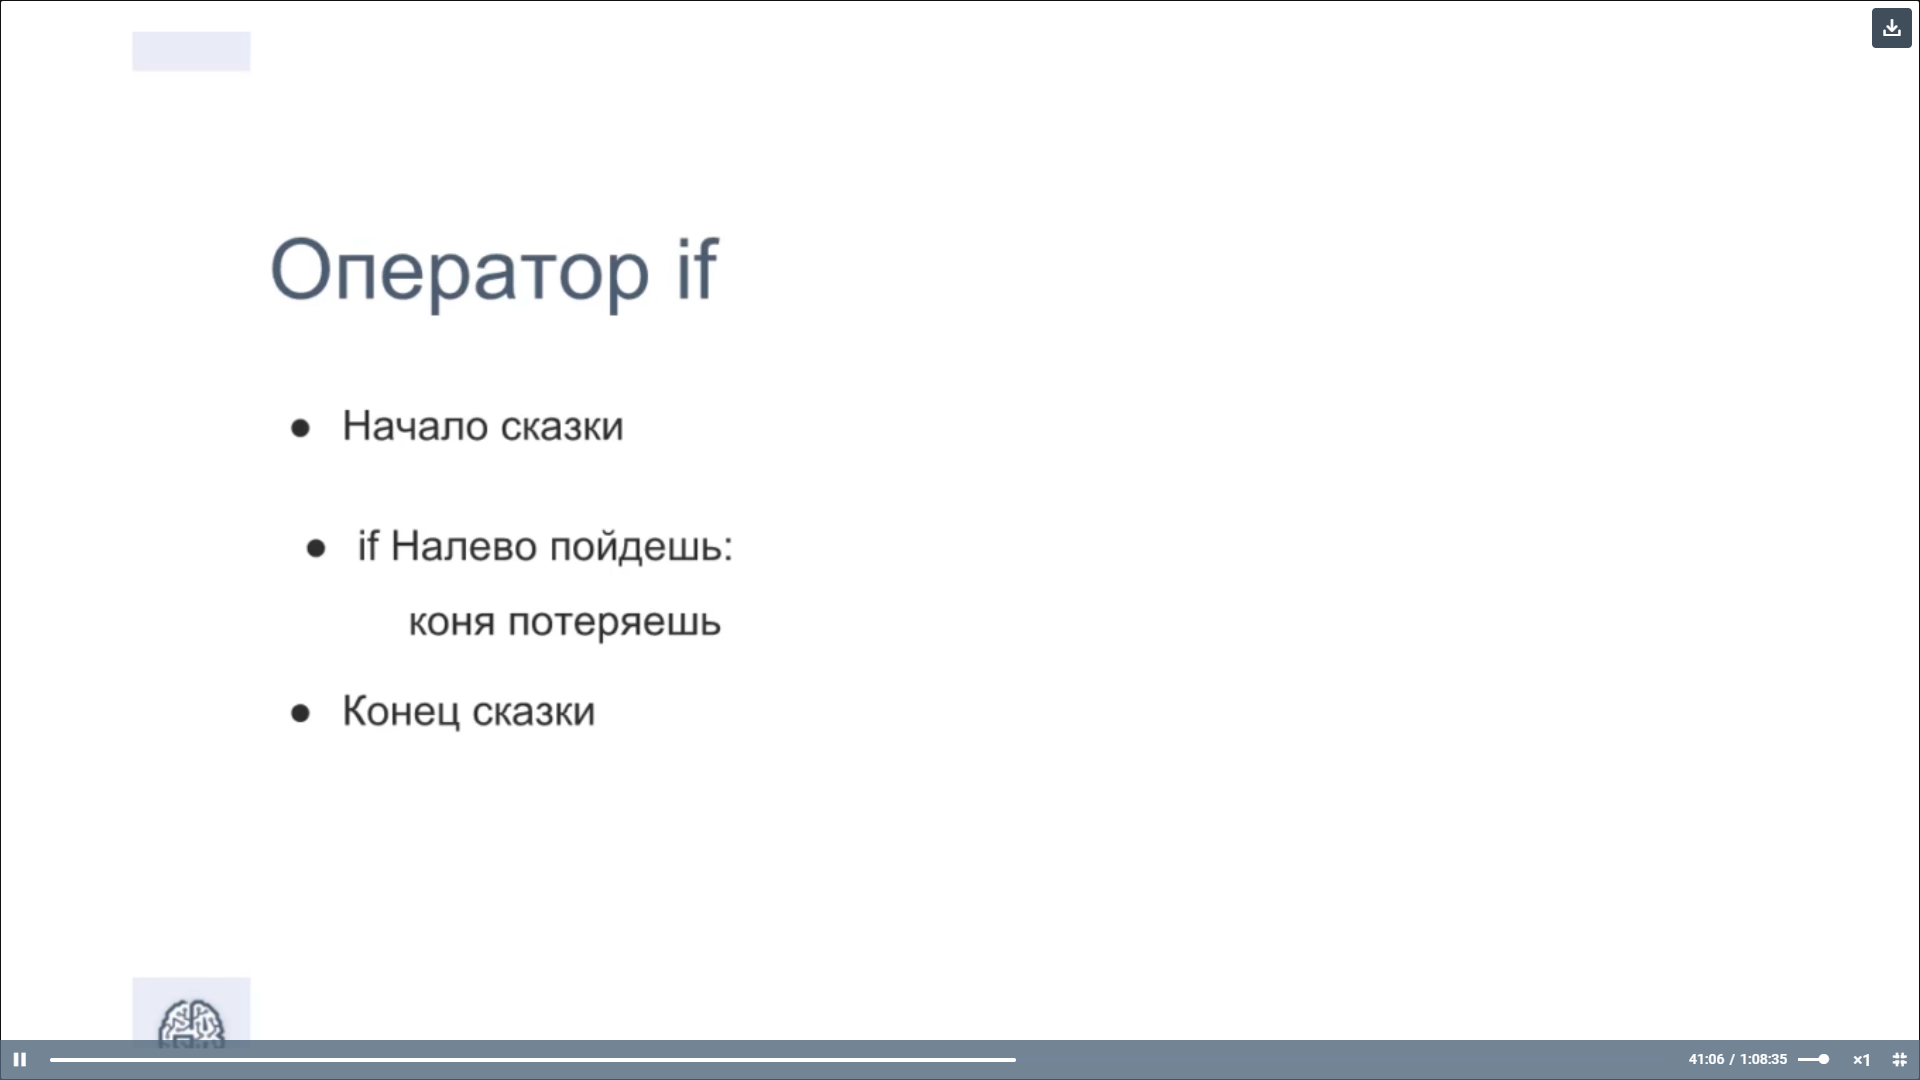 Оператор if
● Начало сказки
● if Налево пойдешь:
коня потеряешь
● Конец сказки
41:06 / 1:08:35
×1